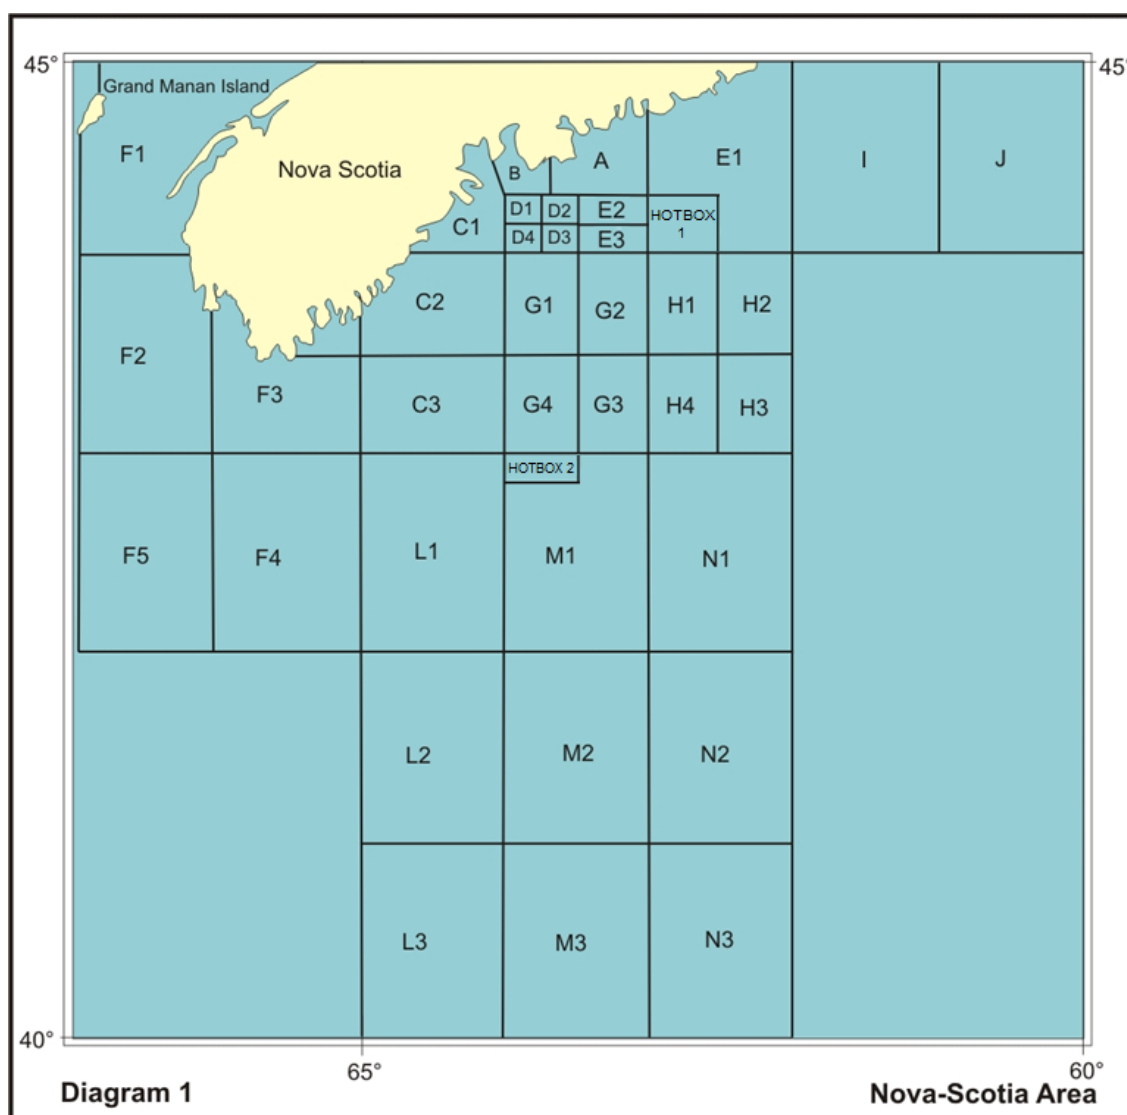 45°
45°
Grand Manan Island
F1
Nova Scotia
B
A
E1
I
J
C1
D1
D2
E2
HOTBOX
1
D4
D3
E3
C2
G1
G2
H1
H2
F2
F3
C3
G4
G3
H4
H3
HOTBOX 2
F5
F4
L1
M1
N1
L2
M2
N2
L3
M3
N3
40°
65°
60°
Diagram 1
Nova-Scotia Area